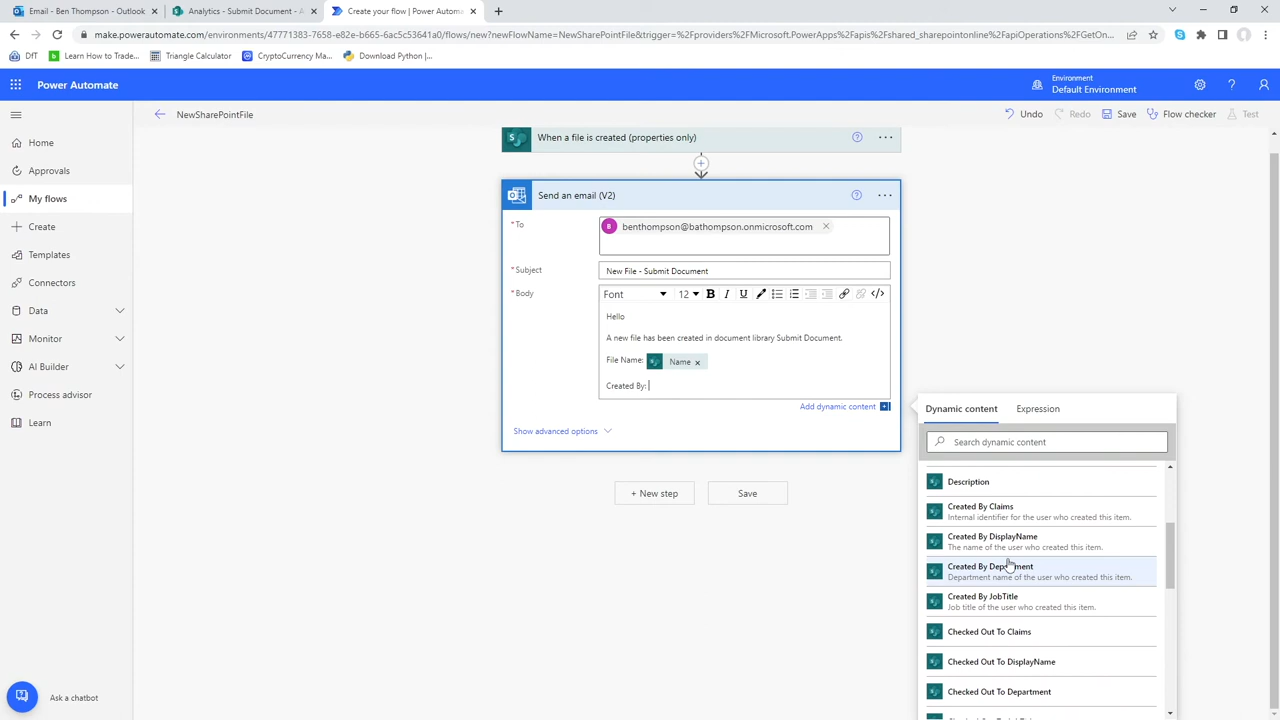 Email - Ben Thompson - Outlook
Analytics - Submit Document - A
Create your flow | Power Automate
make.powerautomate.com/environments/47771383-7658-e82e-b665-6ac5c53641a0/flows/new?newFlowName=NewSharePointFile&trigger=%2Fproviders%2FMicrosoft.PowerApps%2Fapis%2Fshared_sharepointonline%2FapiOperations%2FGetOn...
DfT
Learn How to Trade...
Triangle Calculator
CryptoCurrency Ma...
Download Python |...
Power Automate
Environment
Default Environment
NewSharePointFile
Undo
Redo
Save
Flow checker
Test
Home
Approvals
My flows
Create
Templates
Connectors
Data
Monitor
AI Builder
Process advisor
Learn
Ask a chatbot
When a file is created (properties only)
Send an email (V2)
* To
B benthompson@bathompson.onmicrosoft.com
* Subject
New File - Submit Document
* Body
Font 12 B I U </>
Hello
A new file has been created in document library Submit Document.
File Name: S Name x
Created By:
Add dynamic content
Show advanced options
+ New step
Save
Dynamic content
Expression
Search dynamic content
Description
Created By Claims
Internal identifier for the user who created this item.
Created By DisplayName
The name of the user who created this item.
Created By Department
Department name of the user who created this item.
Created By JobTitle
Job title of the user who created this item.
Checked Out To Claims
Checked Out To DisplayName
Checked Out To Department